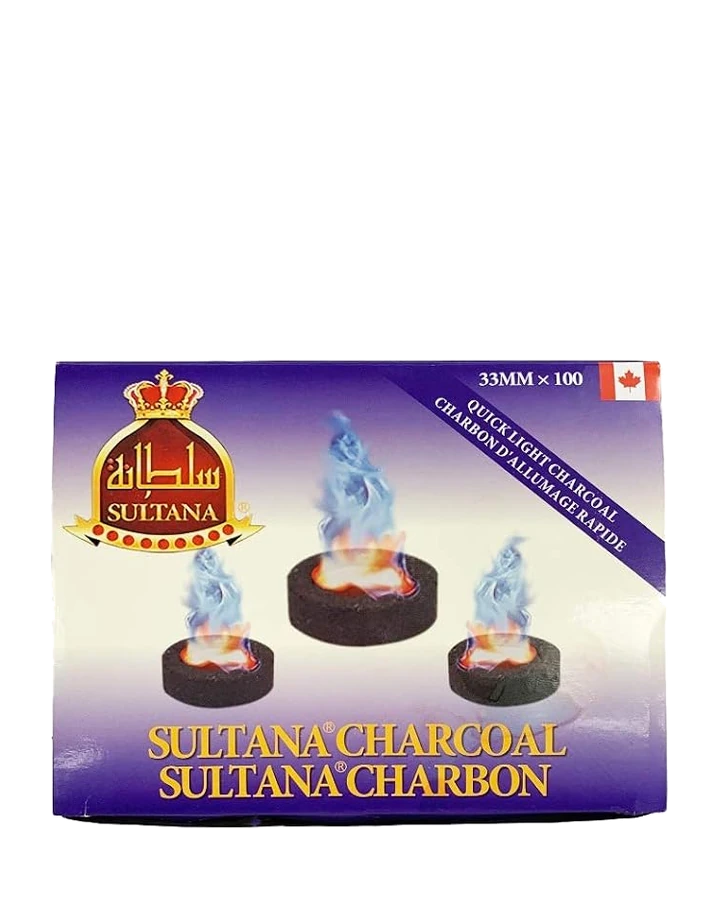 سلطانة
SULTANA®
33MM × 100
QUICK LIGHT CHARCOAL
CHARBON D'ALLUMAGE RAPIDE
SULTANA® CHARCOAL
SULTANA® CHARBON